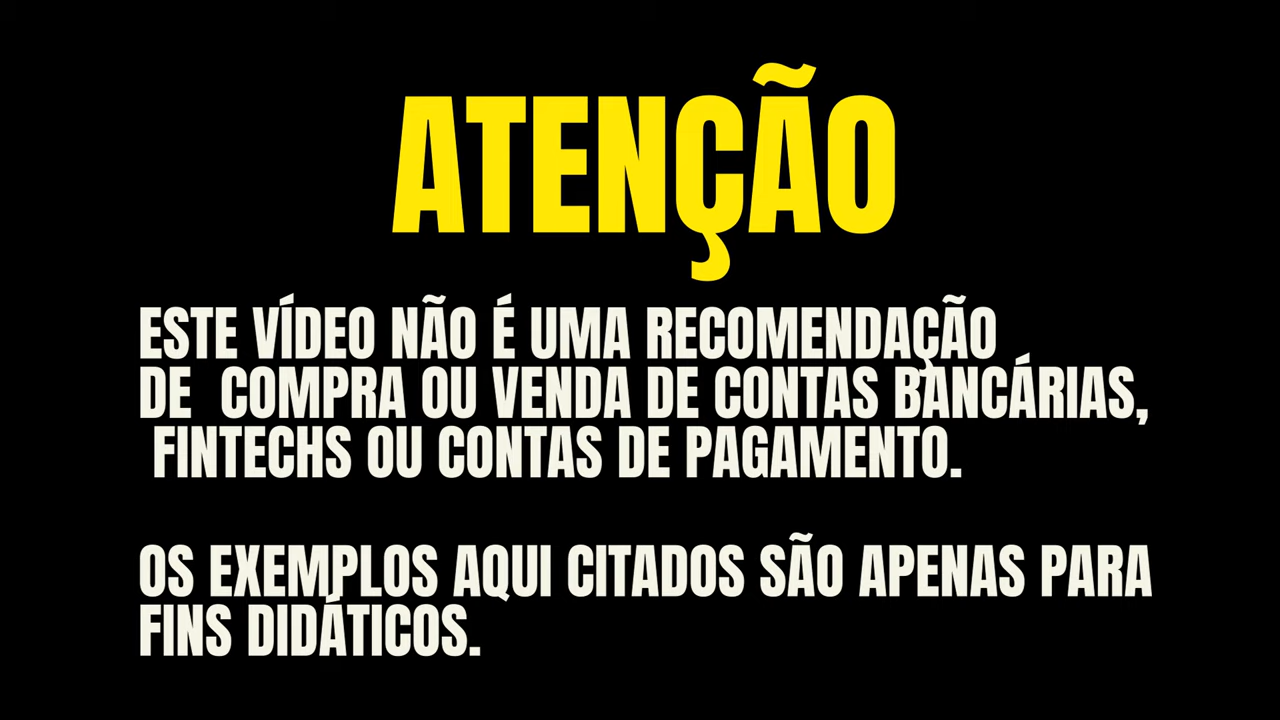 ATENÇÃO
ESTE VÍDEO NÃO É UMA RECOMENDAÇÃO
DE COMPRA OU VENDA DE CONTAS BANCÁRIAS,
FINTECHS OU CONTAS DE PAGAMENTO.
OS EXEMPLOS AQUI CITADOS SÃO APENAS PARA
FINS DIDÁTICOS.